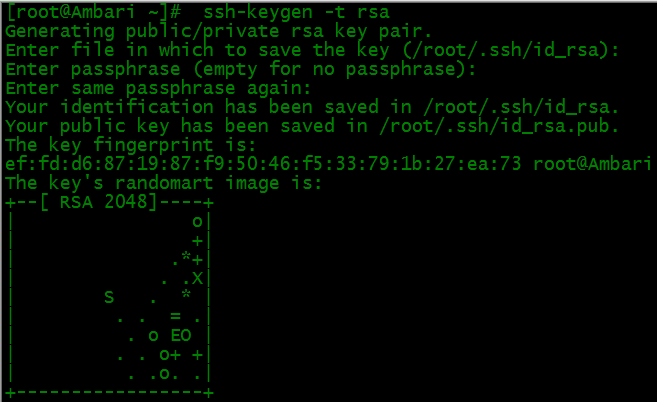 [root@Ambari ~]#  ssh-keygen -t rsa
Generating public/private rsa key pair.
Enter file in which to save the key (/root/.ssh/id_rsa):
Enter passphrase (empty for no passphrase):
Enter same passphrase again:
Your identification has been saved in /root/.ssh/id_rsa.
Your public key has been saved in /root/.ssh/id_rsa.pub.
The key fingerprint is:
ef:fd:d6:87:19:87:f9:50:46:f5:33:79:1b:27:ea:73 root@Ambari
The key's randomart image is:
+--[ RSA 2048]----+
|                o|
|                +|
|              .*+|
|             . .X|
|        S   .  * |
|         . .  = .|
|          . o EO |
|         . . o+ +|
|          . .o. .|
+-----------------+